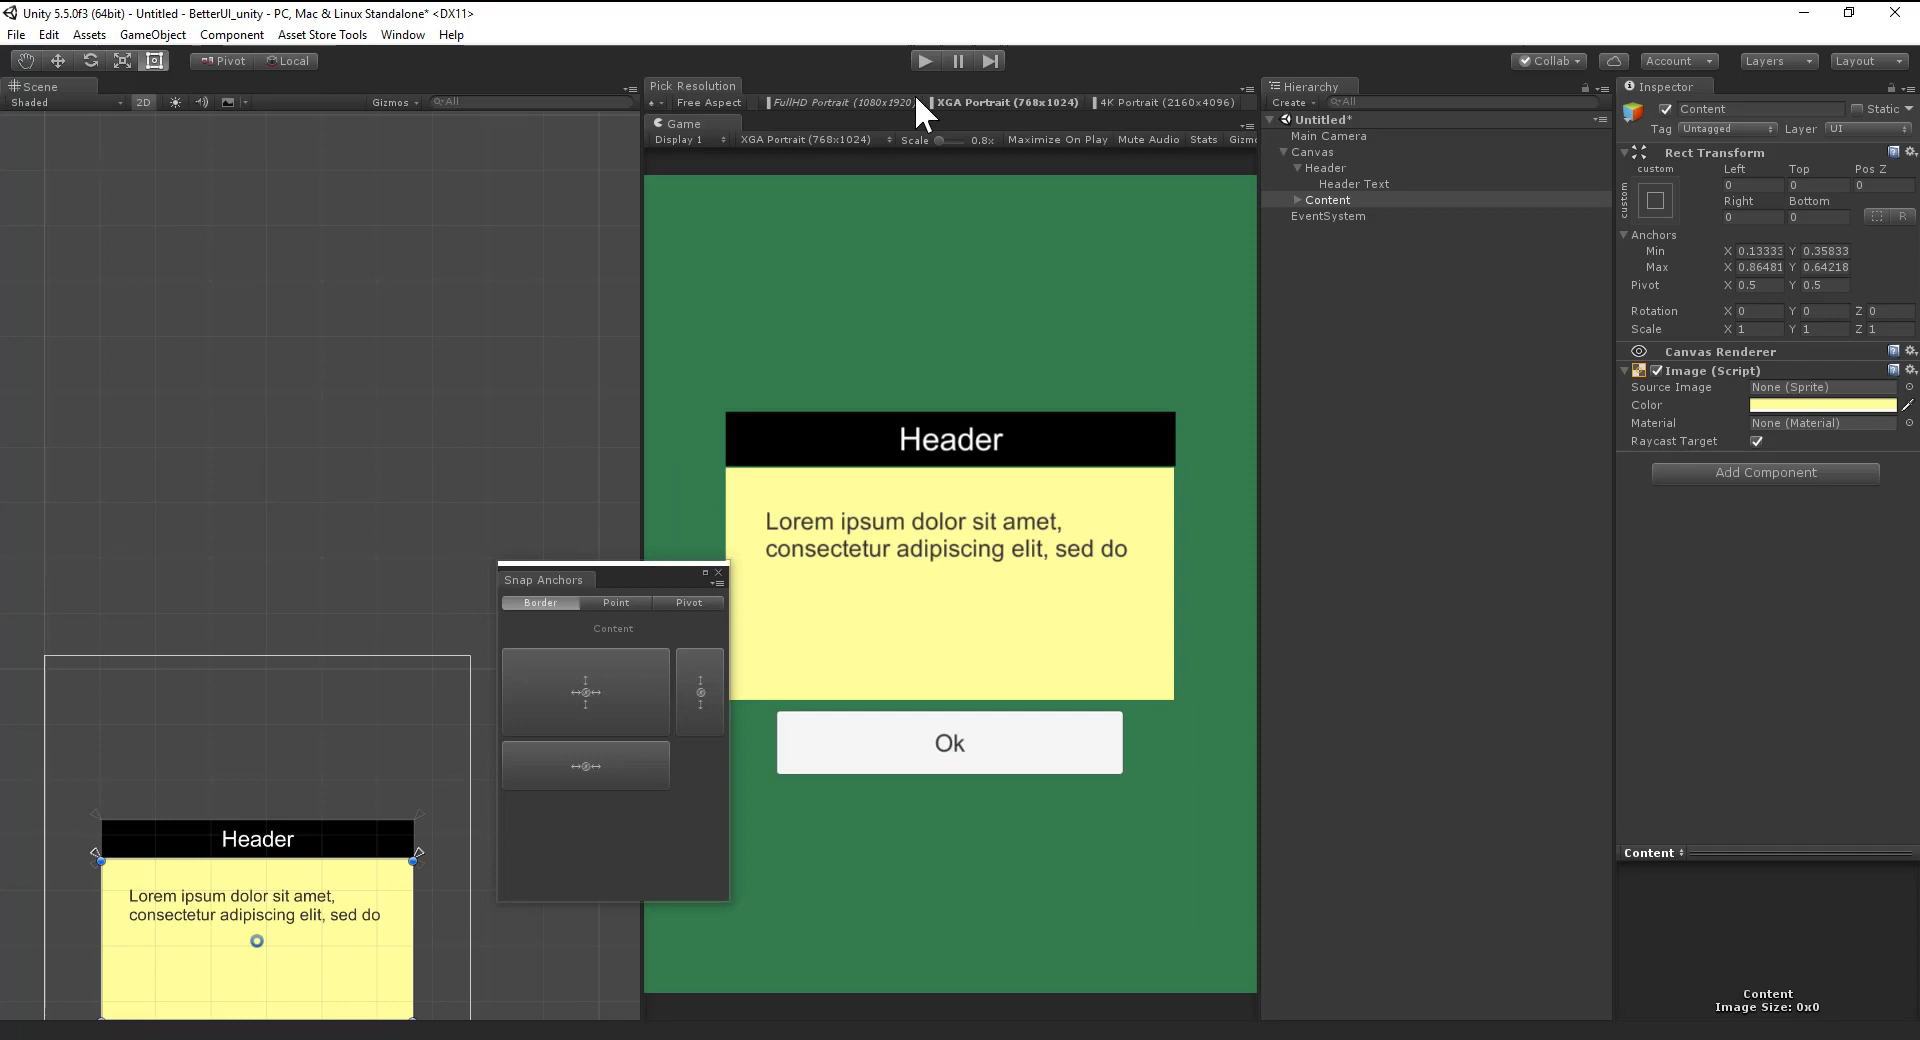 Unity 5.5.0f3 (64bit) - Untitled - BetterUI_unity - PC, Mac & Linux Standalone* <DX11>
File Edit Assets GameObject Component Asset Store Tools Window Help
Pivot Local
Collab Account Layers Layout
Scene
Shaded 2D Gizmos All
Pick Resolution
Free Aspect FullHD Portrait (1080x1920) XGA Portrait (768x1024) 4K Portrait (2160x4096)
Game
Display 1 XGA Portrait (768x1024) Scale 0.8x Maximize On Play Mute Audio Stats Gizmo
Header
Lorem ipsum dolor sit amet,
consectetur adipiscing elit, sed do
Ok
Snap Anchors
Border Point Pivot
Content
Header
Lorem ipsum dolor sit amet,
consectetur adipiscing elit, sed do
Hierarchy
Create All
Untitled*
Main Camera
Canvas
Header
Header Text
Content
EventSystem
Inspector
Content Static
Tag Untagged Layer UI
Rect Transform
custom Left Top Pos Z
custom 0 0 0
Right Bottom
0 0 R
Anchors
Min X 0.13333 Y 0.35833
Max X 0.86481 Y 0.64218
Pivot X 0.5 Y 0.5
Rotation X 0 Y 0 Z 0
Scale X 1 Y 1 Z 1
Canvas Renderer
Image (Script)
Source Image None (Sprite)
Color
Material None (Material)
Raycast Target
Add Component
Content
Content
Image Size: 0x0